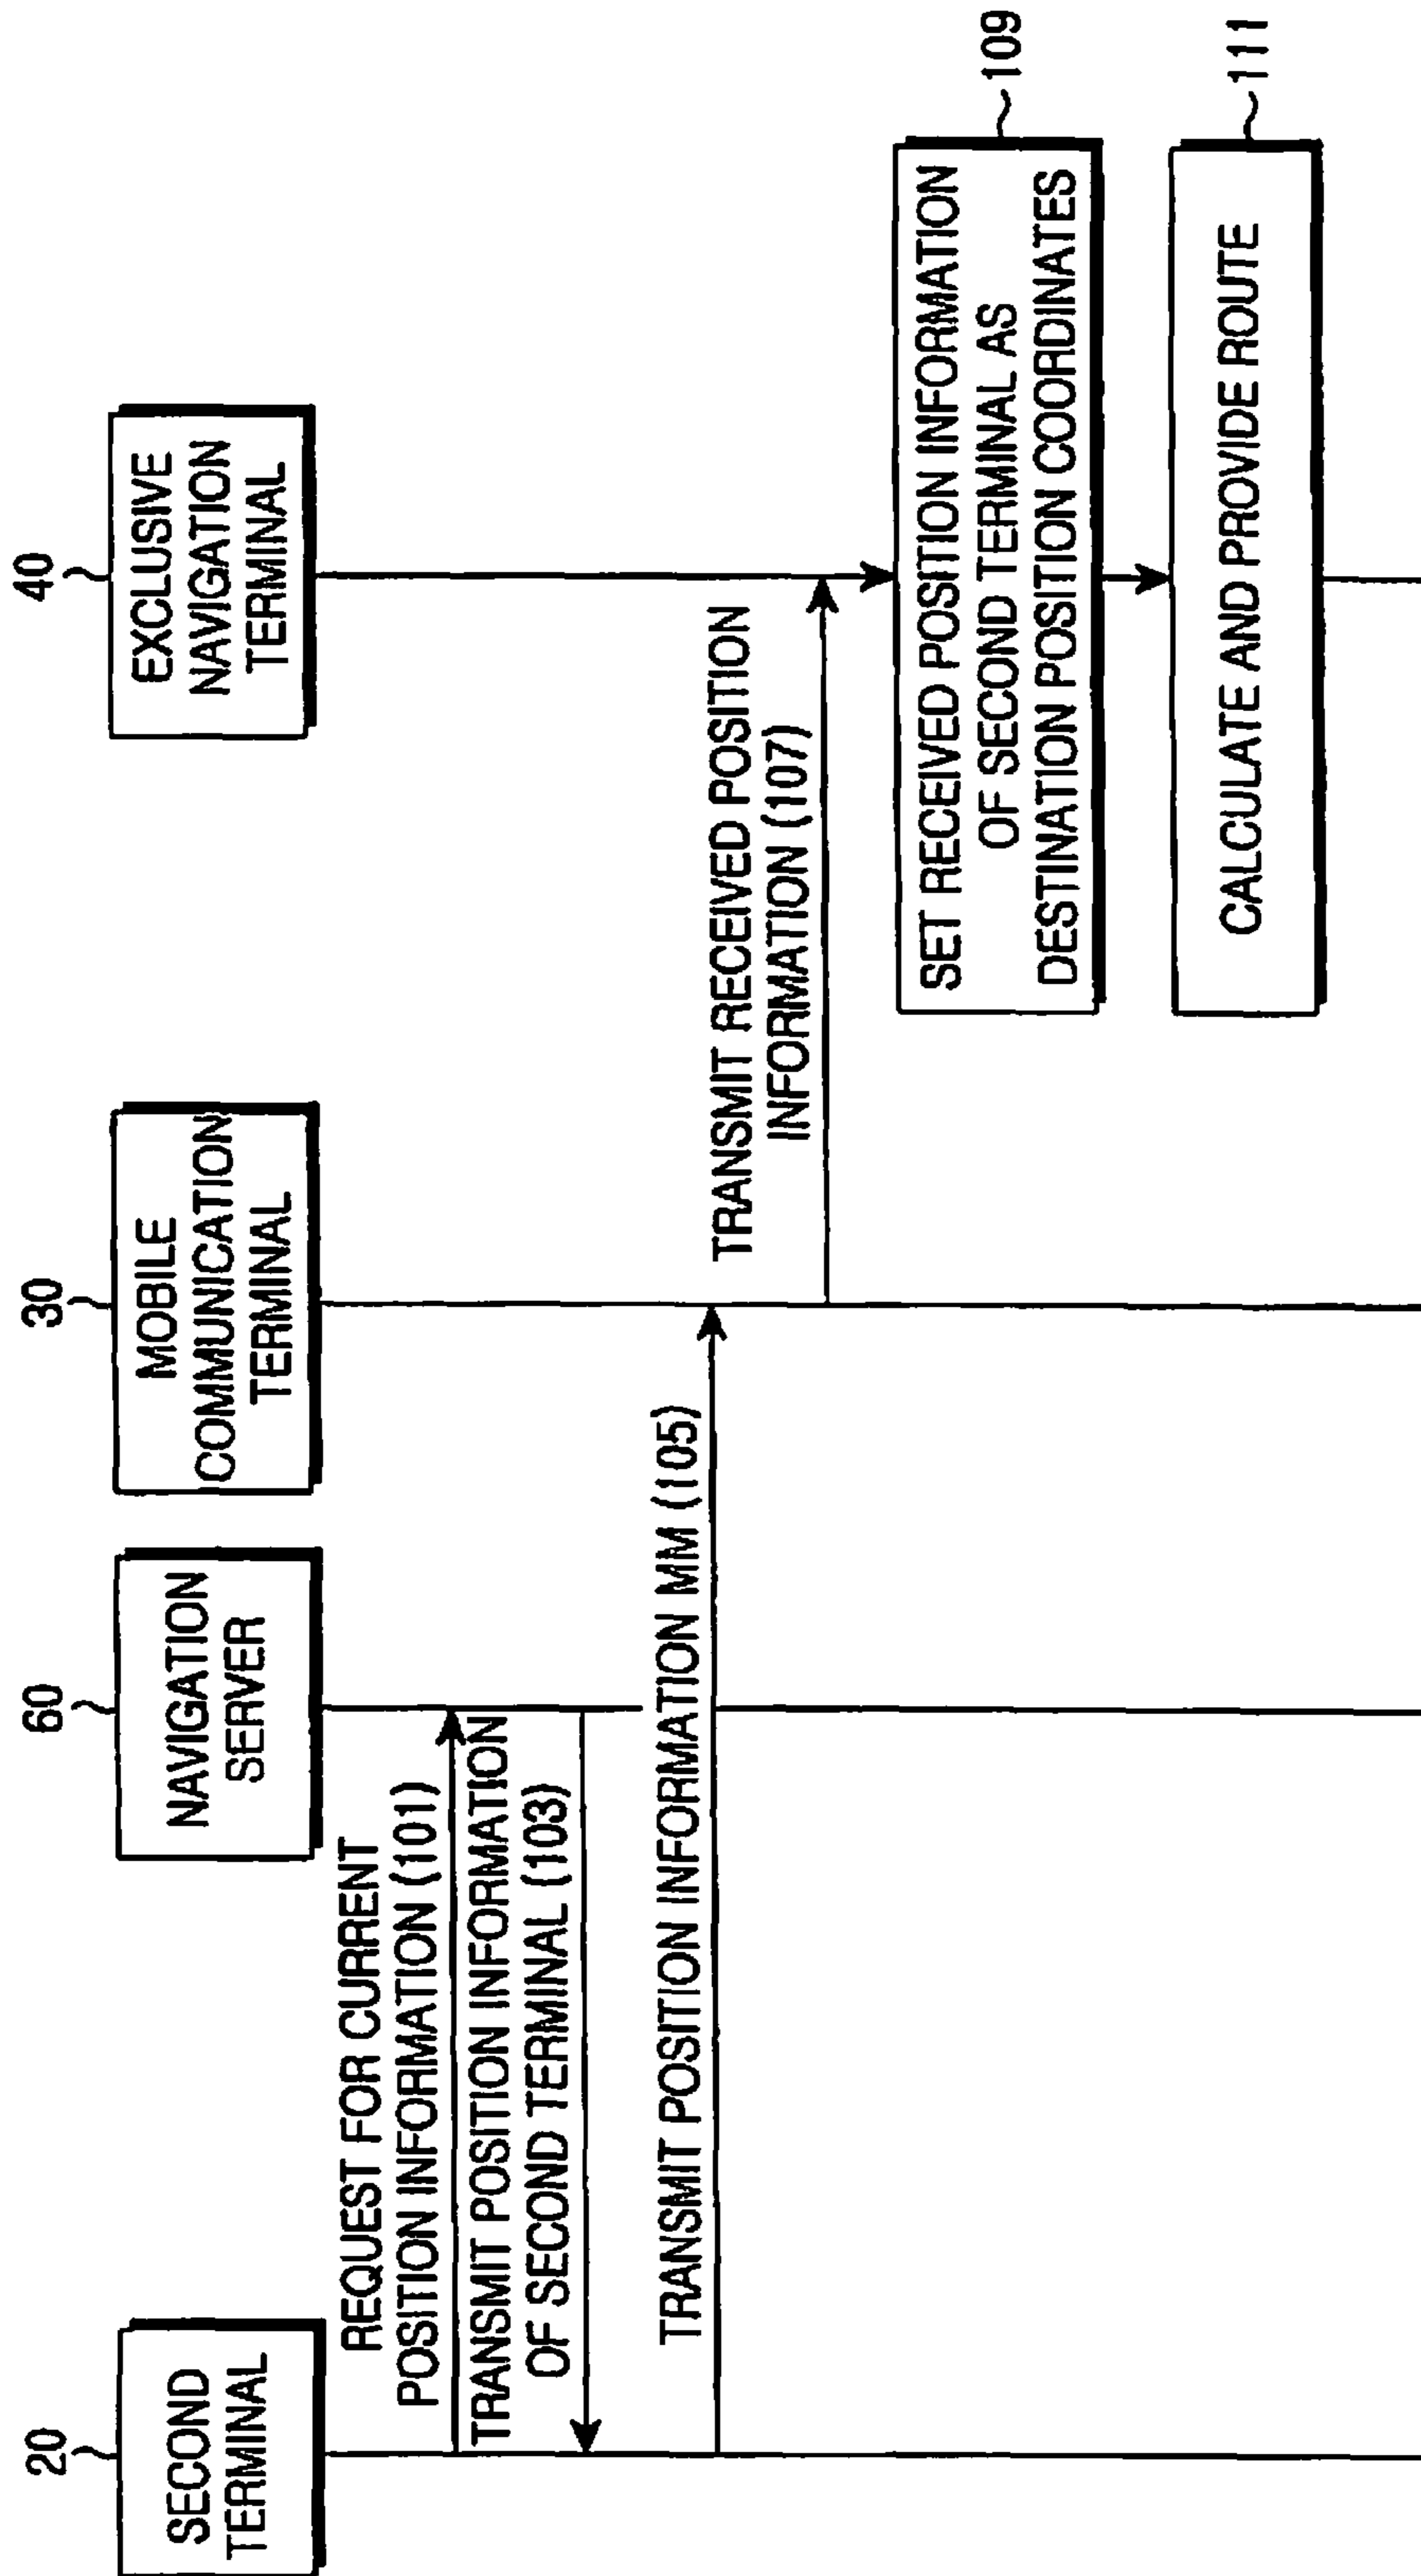 20
SECOND
TERMINAL
60
NAVIGATION
SERVER
30
MOBILE
COMMUNICATION
TERMINAL
40
EXCLUSIVE
NAVIGATION
TERMINAL
REQUEST FOR CURRENT
POSITION INFORMATION (101)
TRANSMIT POSITION INFORMATION
OF SECOND TERMINAL (103)
TRANSMIT POSITION INFORMATION MM (105)
TRANSMIT RECEIVED POSITION
INFORMATION (107)
SET RECEIVED POSITION INFORMATION
OF SECOND TERMINAL AS
DESTINATION POSITION COORDINATES
109
CALCULATE AND PROVIDE ROUTE
111